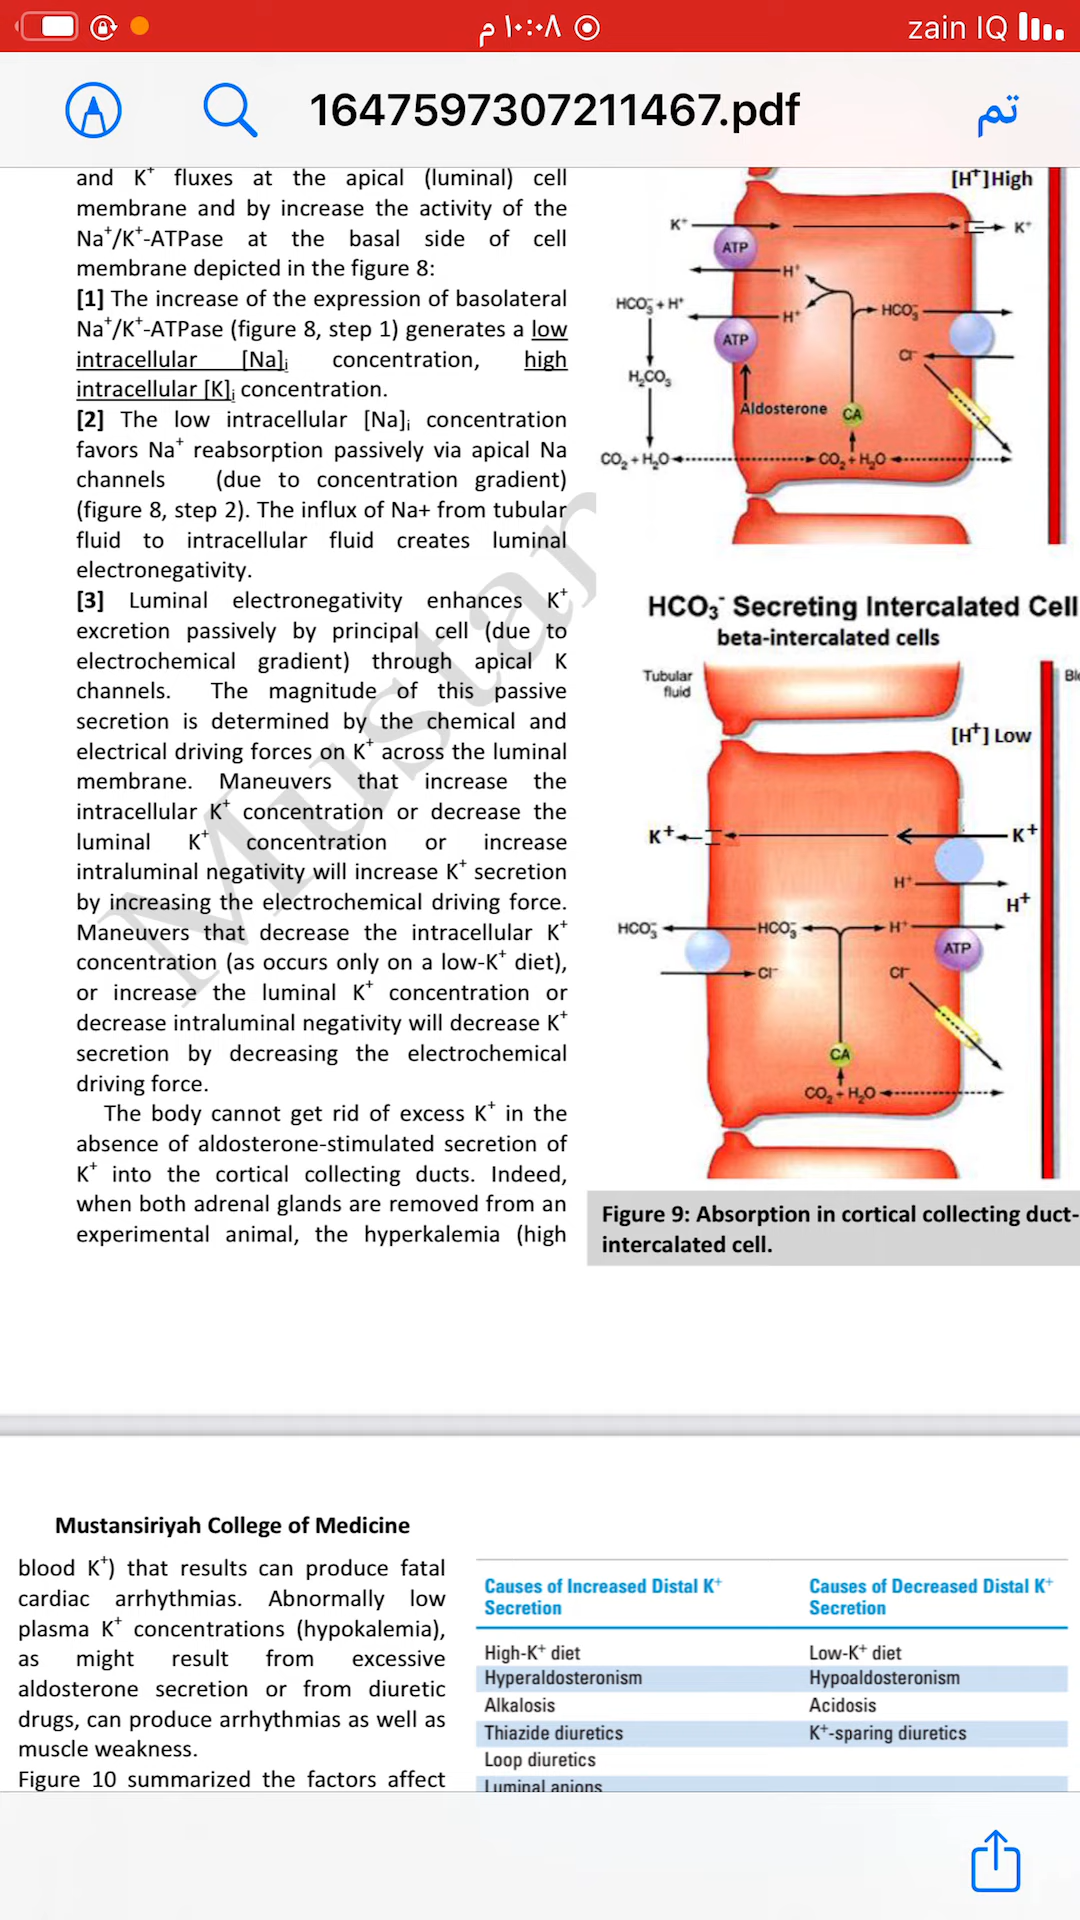 ١٠:٠٨ م
zain IQ
1647597307211467.pdf
تم
and K⁺ fluxes at the apical (luminal) cell
membrane and by increase the activity of the
Na⁺/K⁺-ATPase at the basal side of cell
membrane depicted in the figure 8:
[1] The increase of the expression of basolateral
Na⁺/K⁺-ATPase (figure 8, step 1) generates a low
intracellular [Na]ᵢ concentration, high
intracellular [K]ᵢ concentration.
[2] The low intracellular [Na]ᵢ concentration
favors Na⁺ reabsorption passively via apical Na
channels (due to concentration gradient)
(figure 8, step 2). The influx of Na+ from tubular
fluid to intracellular fluid creates luminal
electronegativity.
[3] Luminal electronegativity enhances K⁺
excretion passively by principal cell (due to
electrochemical gradient) through apical K
channels. The magnitude of this passive
secretion is determined by the chemical and
electrical driving forces on K⁺ across the luminal
membrane. Maneuvers that increase the
intracellular K⁺ concentration or decrease the
luminal K⁺ concentration or increase
intraluminal negativity will increase K⁺ secretion
by increasing the electrochemical driving force.
Maneuvers that decrease the intracellular K⁺
concentration (as occurs only on a low-K⁺ diet),
or increase the luminal K⁺ concentration or
decrease intraluminal negativity will decrease K⁺
secretion by decreasing the electrochemical
driving force.
The body cannot get rid of excess K⁺ in the
absence of aldosterone-stimulated secretion of
K⁺ into the cortical collecting ducts. Indeed,
when both adrenal glands are removed from an
experimental animal, the hyperkalemia (high
Mustan
[H⁺] High
K⁺
K⁺
ATP
H⁺
HCO₃⁻ + H⁺
H⁺
HCO₃⁻
ATP
Cl⁻
H₂CO₃
Aldosterone
CA
CO₂ + H₂O
CO₂ + H₂O
HCO₃⁻ Secreting Intercalated Cell
beta-intercalated cells
Tubular
fluid
[H⁺] Low
K+
K+
H⁺
H+
HCO₃⁻
HCO₃⁻
H⁺
ATP
Cl⁻
Cl⁻
CA
CO₂ + H₂O
Figure 9: Absorption in cortical collecting duct-
intercalated cell.
Mustansiriyah College of Medicine
blood K⁺) that results can produce fatal
cardiac arrhythmias. Abnormally low
plasma K⁺ concentrations (hypokalemia),
as might result from excessive
aldosterone secretion or from diuretic
drugs, can produce arrhythmias as well as
muscle weakness.
Figure 10 summarized the factors affect
Causes of Increased Distal K⁺
Secretion
Causes of Decreased Distal K⁺
Secretion
High-K⁺ diet
Low-K⁺ diet
Hyperaldosteronism
Hypoaldosteronism
Alkalosis
Acidosis
Thiazide diuretics
K⁺-sparing diuretics
Loop diuretics
Luminal anions